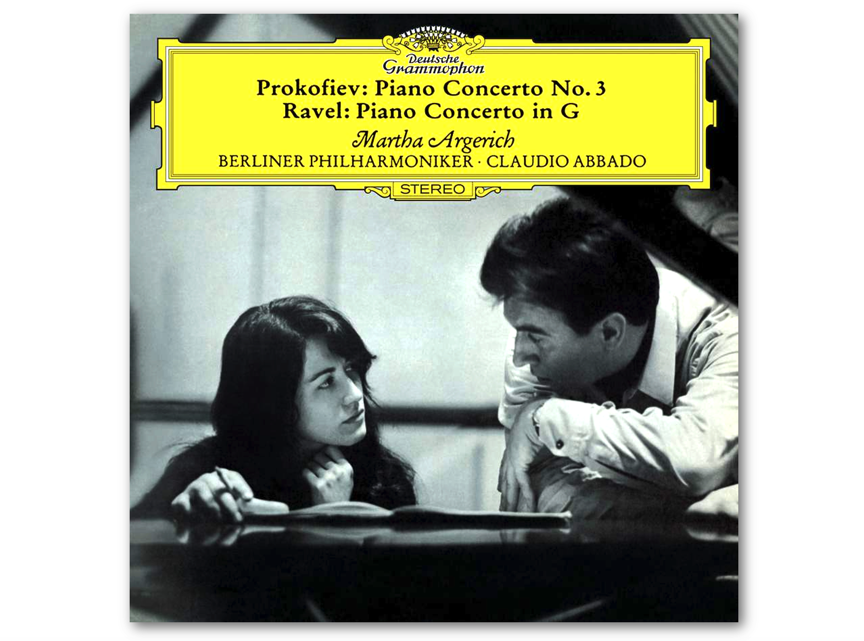 Deutsche
Grammophon
Prokofiev: Piano Concerto No. 3
Ravel: Piano Concerto in G
Martha Argerich
BERLINER PHILHARMONIKER · CLAUDIO ABBADO
STEREO